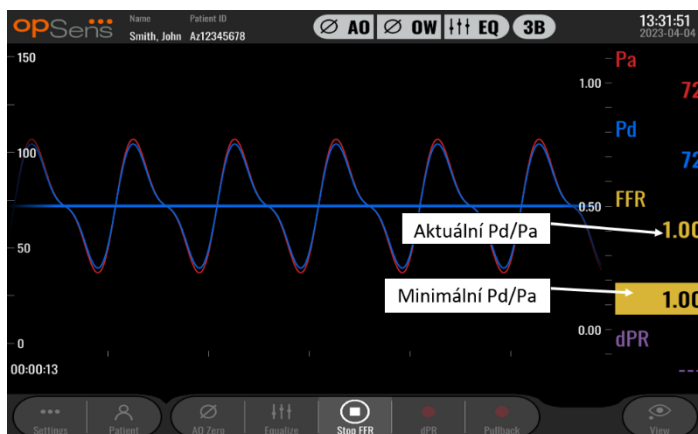 opSens
Name Patient ID
Smith, John Az12345678
Ø AO Ø OW EQ 3B
13:31:51
2023-04-04
150
100
50
0
00:00:13
1.00
0.50
0.00
Pa
72
Pd
72
FFR
Aktuální Pd/Pa
1.00
Minimální Pd/Pa
1.00
dPR
---
Settings
Patient
AO Zero
Equalize
Stop FFR
dPR
Pullback
View